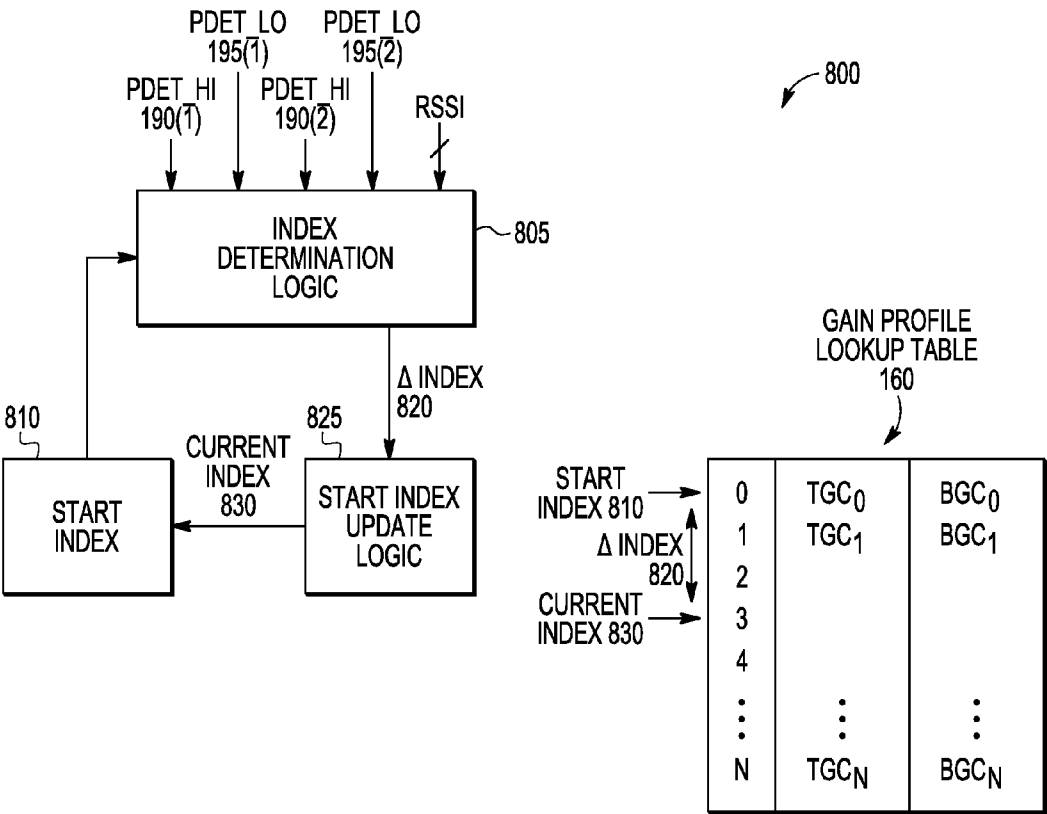 PDET_LO
195(1)
PDET_LO
195(2)
PDET_HI
190(1)
PDET_HI
190(2)
RSSI
800
INDEX
DETERMINATION
LOGIC
805
Δ INDEX
820
810
START
INDEX
CURRENT
INDEX
830
825
START INDEX
UPDATE
LOGIC
GAIN PROFILE
LOOKUP TABLE
160
START
INDEX 810
Δ INDEX
820
CURRENT
INDEX 830
0 TGC₀ BGC₀
1 TGC₁ BGC₁
2
3
4
N TGC_N BGC_N